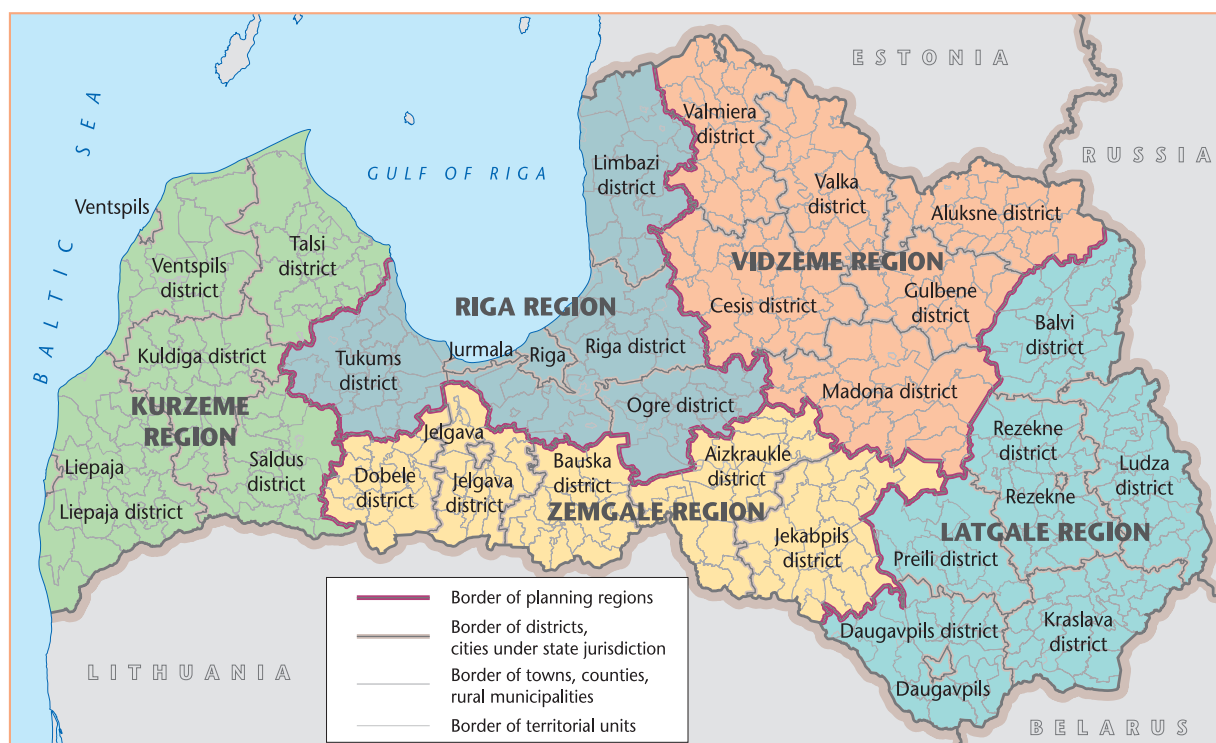 ESTONIA
RUSSIA
BALTIC SEA
GULF OF RIGA
Ventspils
Valmiera
district
Limbazi
district
Valka
district
Aluksne district
Talsi
district
Ventspils
district
VIDZEME REGION
RIGA REGION
Cesis district
Gulbene
district
Balvi
district
Kuldiga district
Tukums
district
Jurmala
Riga
Riga district
KURZEME
REGION
Ogre district
Madona district
Jelgava
Rezekne
district
Liepaja
Saldus
district
Dobele
district
Jelgava
district
Bauska
district
Aizkraukle
district
Ludza
district
Rezekne
Liepaja district
ZEMGALE REGION
Jekabpils
district
LATGALE REGION
Preili district
Border of planning regions
Border of districts,
cities under state jurisdiction
Border of towns, counties,
rural municipalities
Border of territorial units
Daugavpils district
Kraslava
district
Daugavpils
LITHUANIA
BELARUS